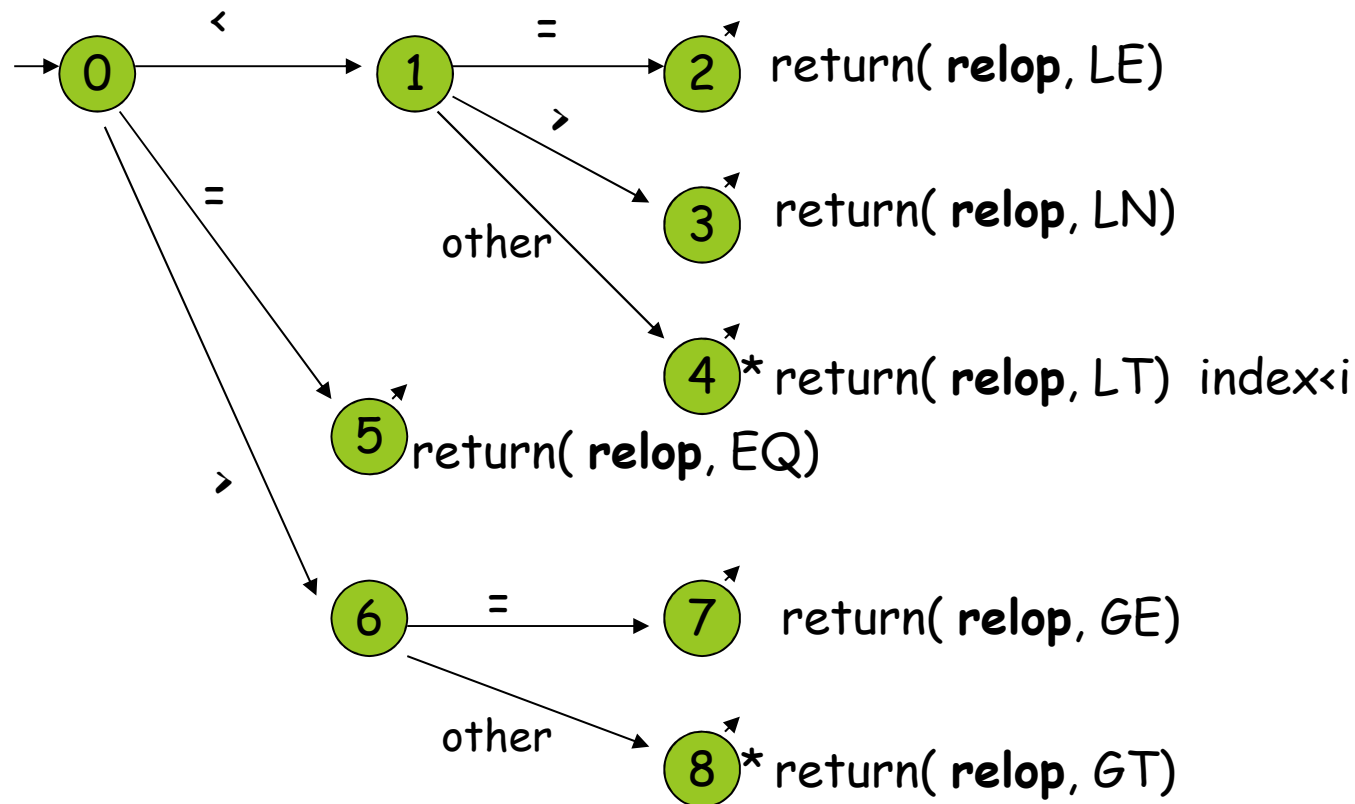 <
=
0
1
2
return( relop, LE)
>
=
3
return( relop, LN)
other
4
* return( relop, LT) index<i
5
return( relop, EQ)
>
6
=
7
return( relop, GE)
other
8
* return( relop, GT)